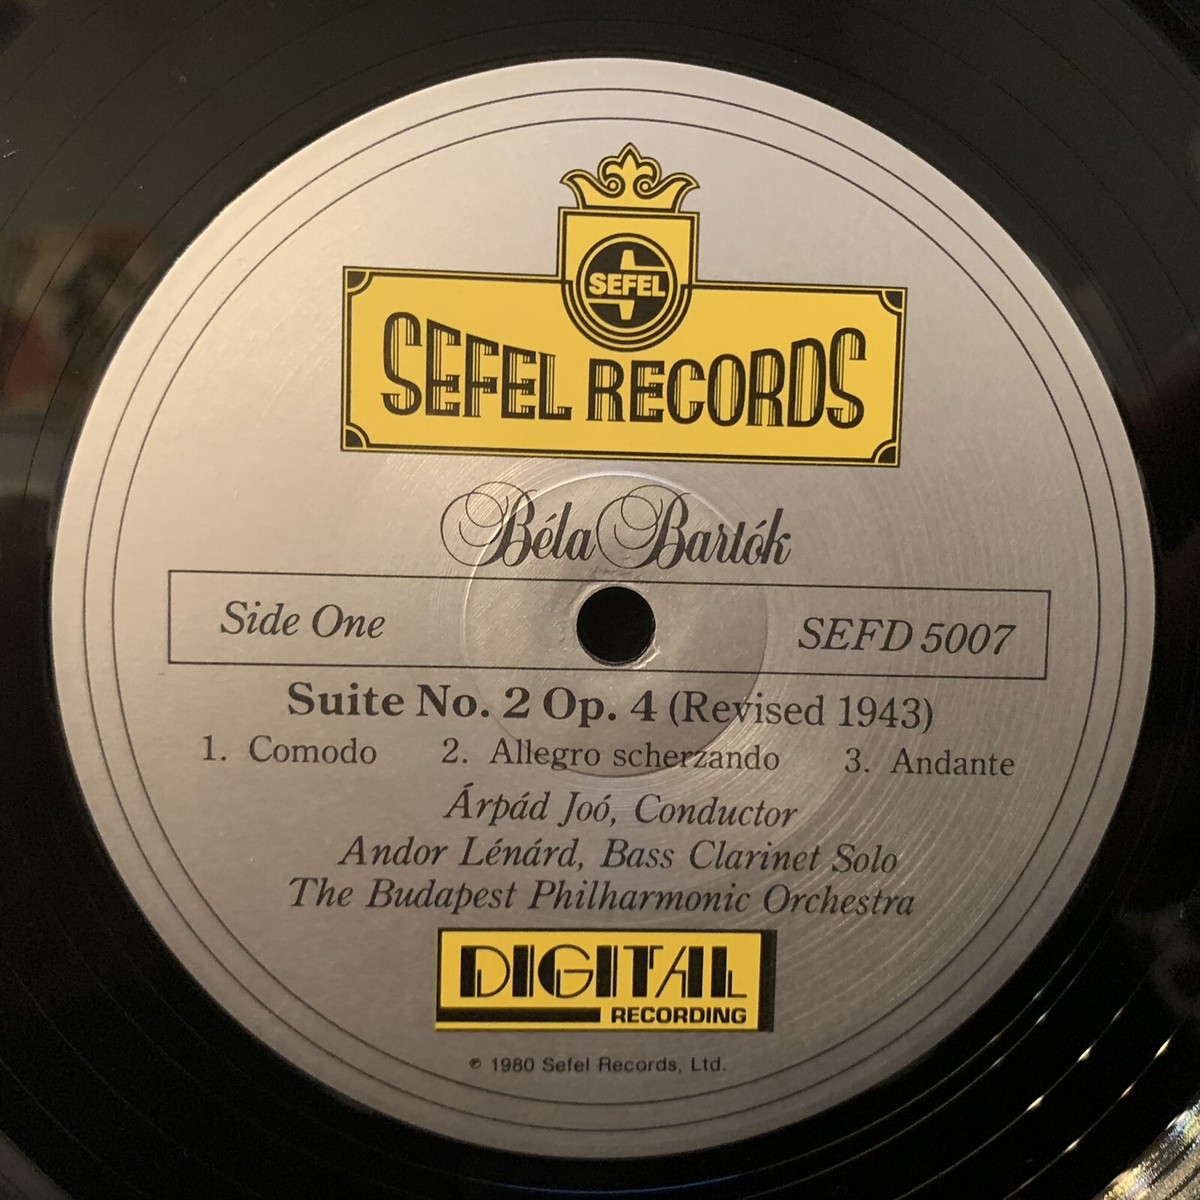 SEFEL
SEFEL RECORDS
Béla Bartók
Side One SEFD 5007
Suite No. 2 Op. 4 (Revised 1943)
1. Comodo 2. Allegro scherzando 3. Andante
Árpád Joó, Conductor
Andor Lénárd, Bass Clarinet Solo
The Budapest Philharmonic Orchestra
DIGITAL
RECORDING
℗ 1980 Sefel Records, Ltd.